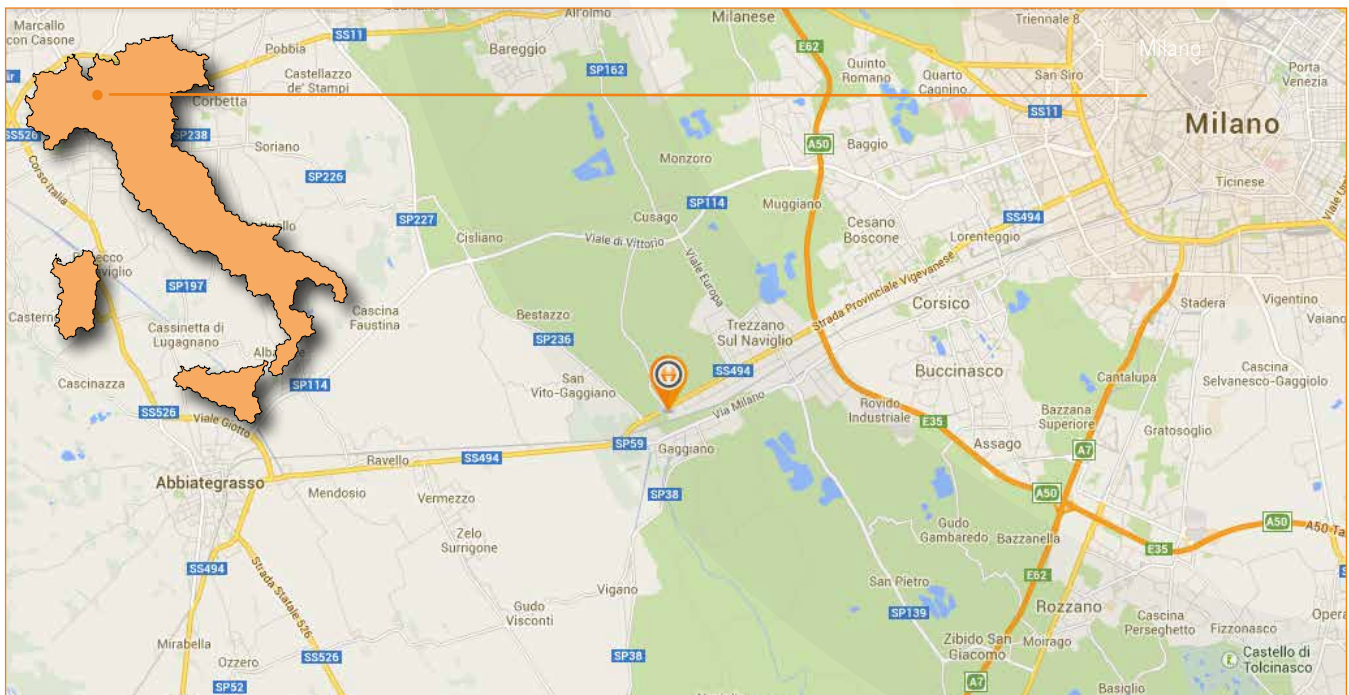 Marcallo
con Casone
All'olmo
Milanese
Triennale 8
SS11
E62
Milano
Pobbia
Bareggio
SP162
Quinto
Romano
Quarto
Cagnino
San Siro
Porta
Venezia
Castellazzo
de' Stampi
Corbetta
SS11
Milano
SS526
SP238
Soriano
Monzoro
A50
Baggio
Corso Italia
SP226
Ticinese
SP227
Cusago
SP114
Muggiano
Cesano
Boscone
SS494
Lorenteggio
Cisliano
Viale di Vittorio
Viale Europa
SP197
Cascina
Faustina
Bestazzo
Strada Provinciale Vigevanese
Corsico
Stadera
Vigentino
Vaiano
Cassinetta di
Lugagnano
SP236
Trezzano
Sul Naviglio
Cascinazza
SP114
San
Vito-Gaggiano
SS494
Buccinasco
Cantalupa
Cascina
Selvanesco-Gaggiolo
SS526
Viale Giotto
Via Milano
Rovido
Industriale
E35
Bazzana
Superiore
Gratosoglio
SP59
Gaggiano
Assago
A7
Ravello
SS494
Abbiategrasso
Mendosio
Vermezzo
SP38
A50
Zelo
Surrigone
Gudo
Gambaredo
Bazzanella
A50
E35
SS494
Strada Statale 526
Vigano
San Pietro
E62
Gudo
Visconti
SP139
Rozzano
Cascina
Perseghetto
Fizzonasco
Opera
Mirabella
Ozzero
SS526
SP38
Zibido San
Giacomo
Moirago
Castello di
Tolcinasco
SP52
A7
Basiglio